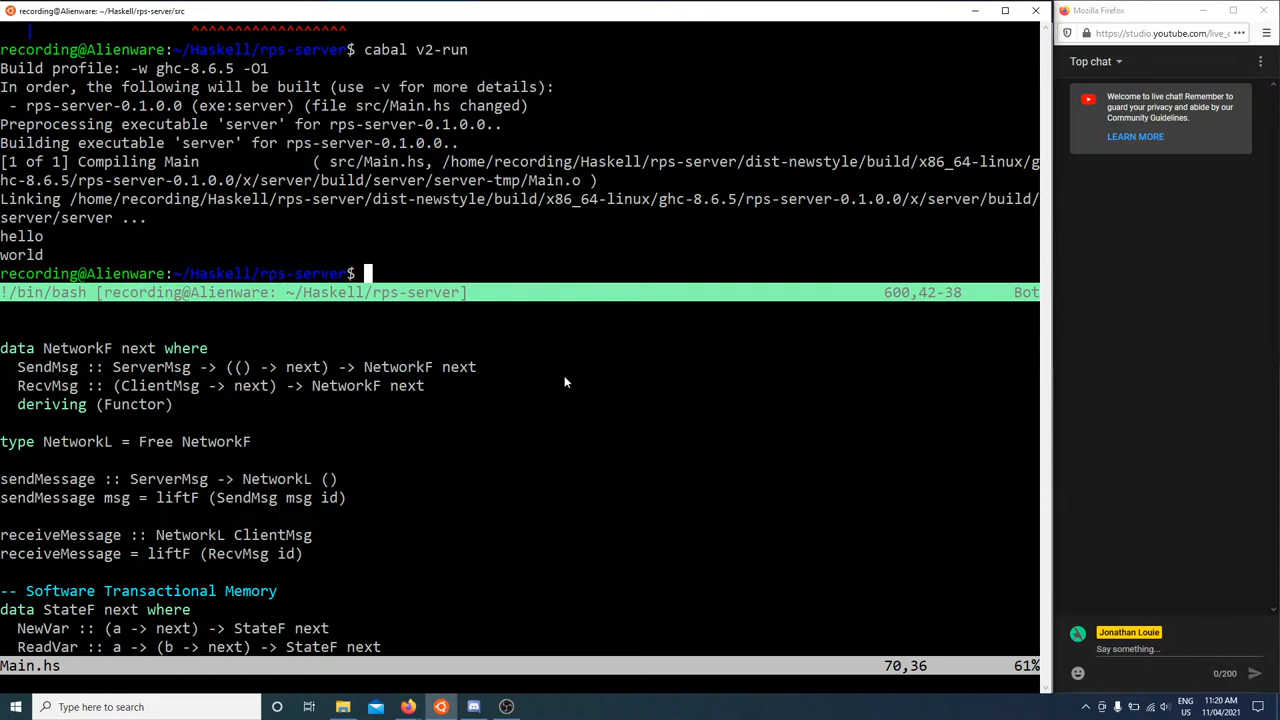 recording@Alienware: ~/Haskell/rps-server/src
^^^^^^^^^^^^^^^^^^
recording@Alienware:~/Haskell/rps-server$ cabal v2-run
Build profile: -w ghc-8.6.5 -O1
In order, the following will be built (use -v for more details):
 - rps-server-0.1.0.0 (exe:server) (file src/Main.hs changed)
Preprocessing executable 'server' for rps-server-0.1.0.0..
Building executable 'server' for rps-server-0.1.0.0..
[1 of 1] Compiling Main             ( src/Main.hs, /home/recording/Haskell/rps-server/dist-newstyle/build/x86_64-linux/g
hc-8.6.5/rps-server-0.1.0.0/x/server/build/server/server-tmp/Main.o )
Linking /home/recording/Haskell/rps-server/dist-newstyle/build/x86_64-linux/ghc-8.6.5/rps-server-0.1.0.0/x/server/build/
server/server ...
hello
world
recording@Alienware:~/Haskell/rps-server$
!/bin/bash [recording@Alienware: ~/Haskell/rps-server] 600,42-38 Bot
data NetworkF next where
  SendMsg :: ServerMsg -> (() -> next) -> NetworkF next
  RecvMsg :: (ClientMsg -> next) -> NetworkF next
  deriving (Functor)
type NetworkL = Free NetworkF
sendMessage :: ServerMsg -> NetworkL ()
sendMessage msg = liftF (SendMsg msg id)
receiveMessage :: NetworkL ClientMsg
receiveMessage = liftF (RecvMsg id)
-- Software Transactional Memory
data StateF next where
  NewVar :: (a -> next) -> StateF next
  ReadVar :: a -> (b -> next) -> StateF next
Main.hs 70,36 61%
Mozilla Firefox
https://studio.youtube.com/live_c
Top chat
Welcome to live chat! Remember to
guard your privacy and abide by our
Community Guidelines.
LEARN MORE
Jonathan Louie
Say something...
0/200
Type here to search
ENG
US
11:20 AM
11/04/2021